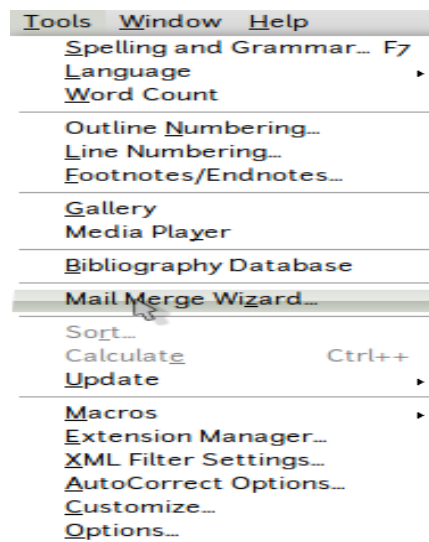 Tools Window Help
Spelling and Grammar... F7
Language
Word Count
Outline Numbering...
Line Numbering...
Footnotes/Endnotes...
Gallery
Media Player
Bibliography Database
Mail Merge Wizard...
Sort...
Calculate Ctrl++
Update
Macros
Extension Manager...
XML Filter Settings...
AutoCorrect Options...
Customize...
Options...